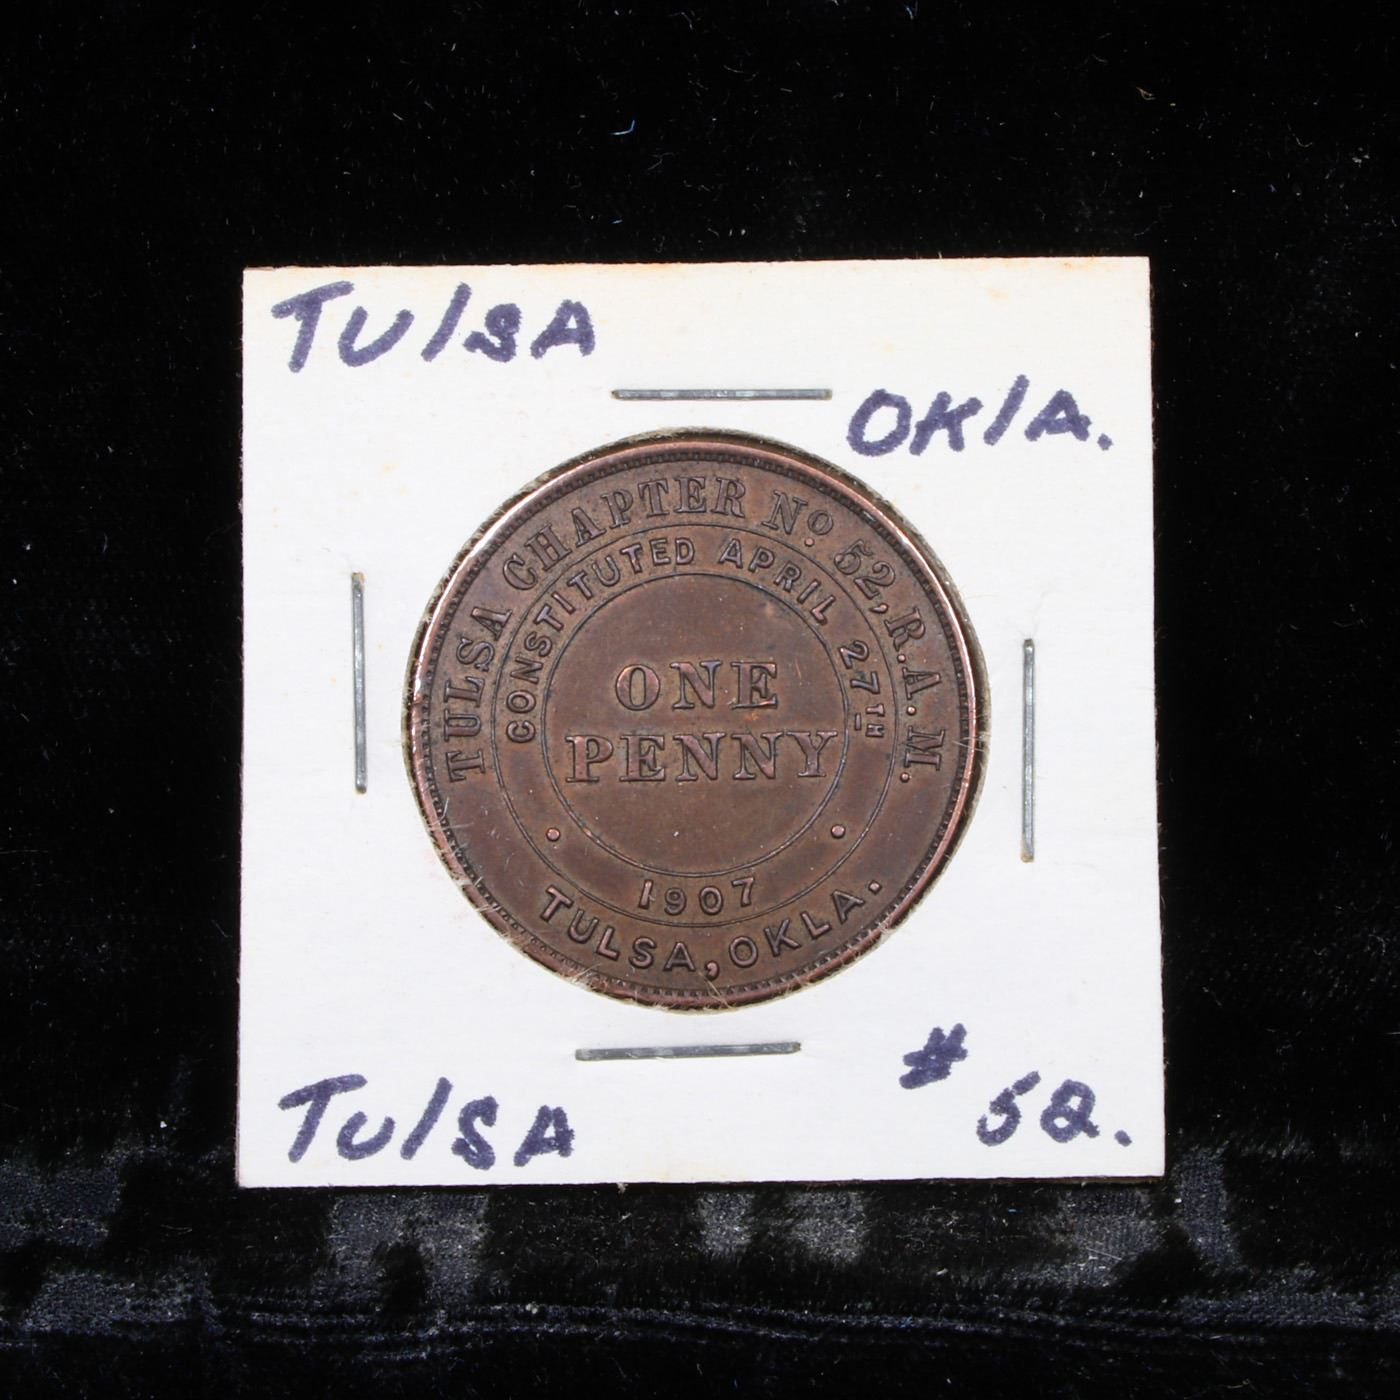 TulsA
OKlA.
TULSA CHAPTER No. 52, R.A.M.
CONSTITUTED APRIL 27TH
ONE
PENNY
1907
TULSA, OKLA.
TulsA
# 52.